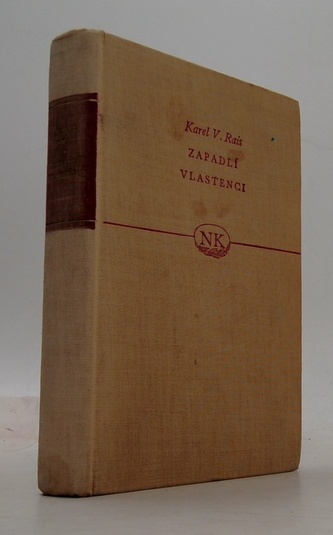 Karel V. Rais
ZAPADLÍ
VLASTENCI
NK